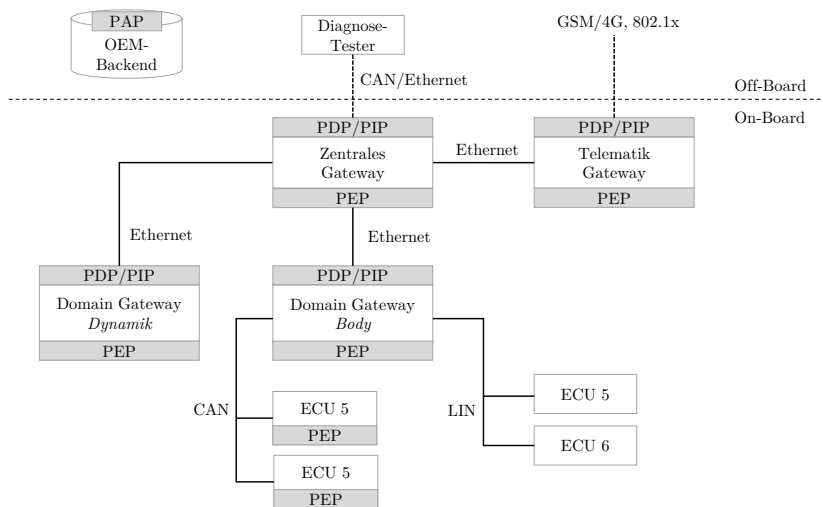 PAP
OEM-
Backend
Diagnose-
Tester
GSM/4G, 802.1x
CAN/Ethernet
Off-Board
On-Board
PDP/PIP
Zentrales
Gateway
PEP
Ethernet
PDP/PIP
Telematik
Gateway
PEP
Ethernet
Ethernet
PDP/PIP
Domain Gateway
Dynamik
PEP
PDP/PIP
Domain Gateway
Body
PEP
CAN
ECU 5
PEP
ECU 5
PEP
LIN
ECU 5
ECU 6